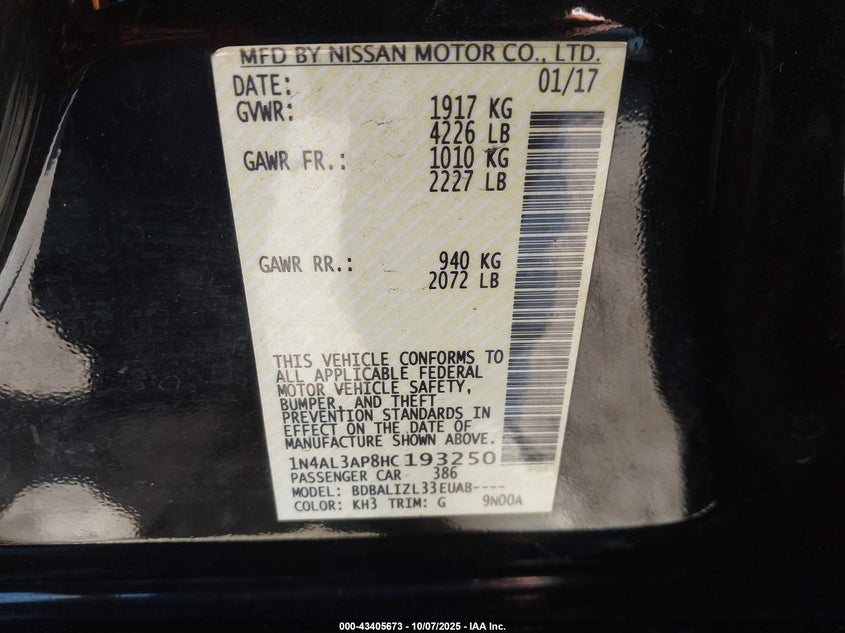 MFD BY NISSAN MOTOR CO., LTD.
DATE: 01/17
GVWR: 1917 KG
4226 LB
GAWR FR.: 1010 KG
2227 LB
GAWR RR.: 940 KG
2072 LB
THIS VEHICLE CONFORMS TO
ALL APPLICABLE FEDERAL
MOTOR VEHICLE SAFETY,
BUMPER, AND THEFT
PREVENTION STANDARDS IN
EFFECT ON THE DATE OF
MANUFACTURE SHOWN ABOVE.
1N4AL3AP8HC193250
PASSENGER CAR 386
MODEL: BDBALIZL33EUAB----
COLOR: KH3 TRIM: G 9N00A
000-43405673 - 10/07/2025 - IAA Inc.